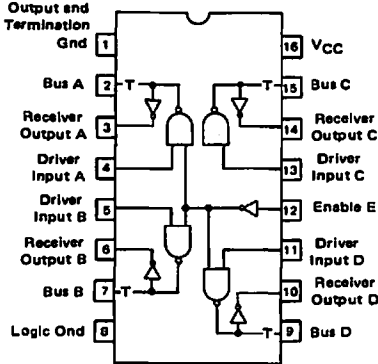 Output and
Termination
Gnd
1
16
VCC
Bus A
2
T
T
15
Bus C
Receiver
Output A
3
14
Receiver
Output C
Driver
Input A
4
13
Driver
Input C
Driver
Input B
5
12
Enable E
Receiver
Output B
6
11
Driver
Input D
Bus B
7
T
10
Receiver
Output D
Logic Gnd
8
T
9
Bus D